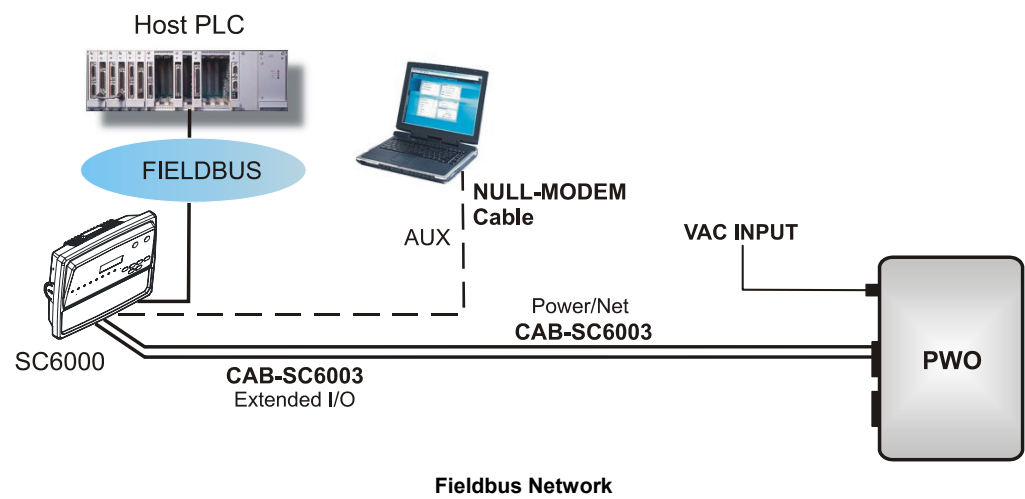 Host PLC
FIELDBUS
NULL-MODEM
Cable
AUX
VAC INPUT
Power/Net
CAB-SC6003
SC6000
CAB-SC6003
Extended I/O
PWO
Fieldbus Network